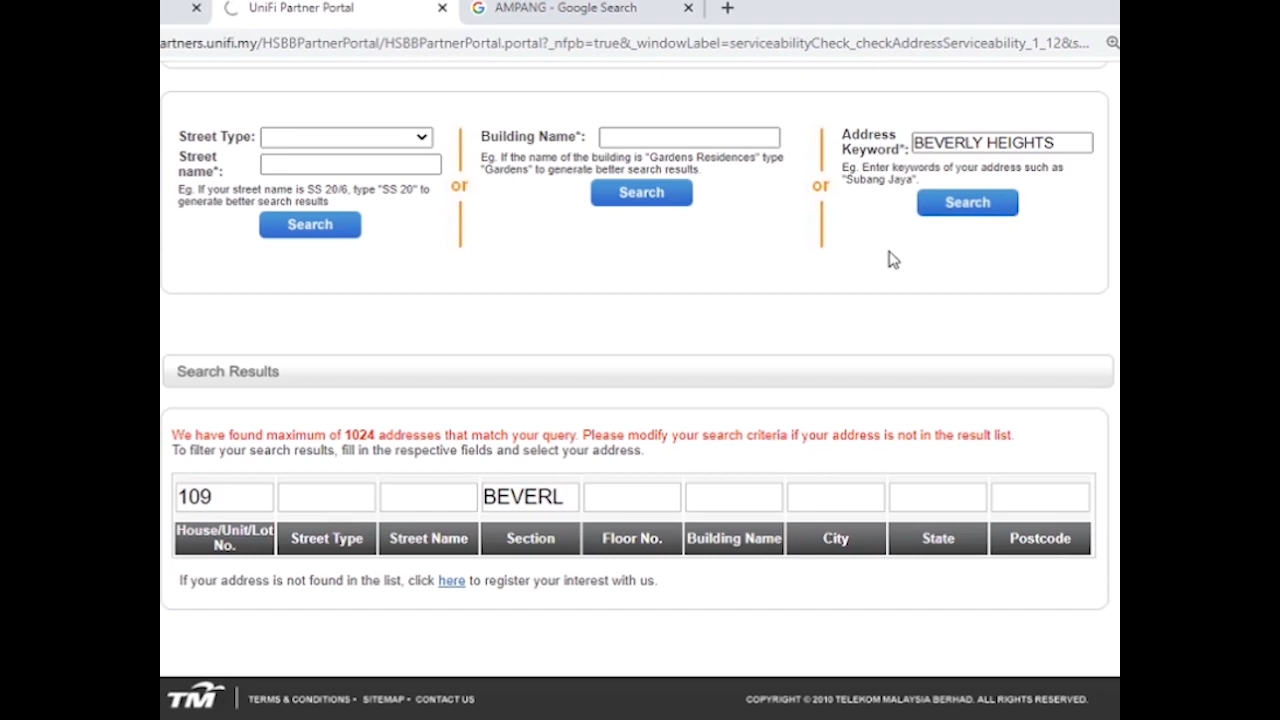 UniFi Partner Portal
AMPANG - Google Search
artners.unifi.my/HSBBPartnerPortal/HSBBPartnerPortal.portal?_nfpb=true&_windowLabel=serviceabilityCheck_checkAddressServiceability_1_12&s...
Street Type:
Street name*:
Eg. If your street name is SS 20/6, type "SS 20" to
generate better search results
Search
or
Building Name*:
Eg. If the name of the building is "Gardens Residences" type
"Gardens" to generate better search results.
Search
or
Address
Keyword*: BEVERLY HEIGHTS
Eg. Enter keywords of your address such as
"Subang Jaya".
Search
Search Results
We have found maximum of 1024 addresses that match your query. Please modify your search criteria if your address is not in the result list.
To filter your search results, fill in the respective fields and select your address.
109 BEVERL
House/Unit/Lot No. Street Type Street Name Section Floor No. Building Name City State Postcode
If your address is not found in the list, click here to register your interest with us.
TM TERMS & CONDITIONS • SITEMAP • CONTACT US COPYRIGHT © 2010 TELEKOM MALAYSIA BERHAD. ALL RIGHTS RESERVED.